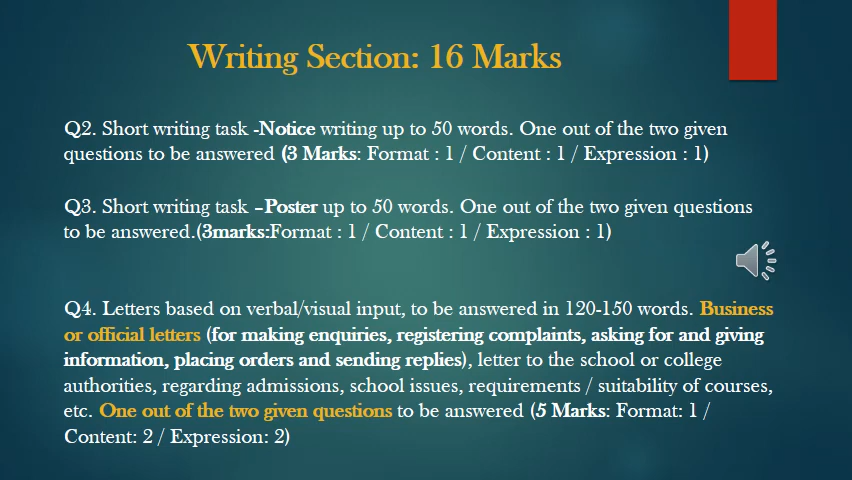 Writing Section: 16 Marks
Q2. Short writing task -Notice writing up to 50 words. One out of the two given
questions to be answered (3 Marks: Format : 1 / Content : 1 / Expression : 1)
Q3. Short writing task –Poster up to 50 words. One out of the two given questions
to be answered.(3marks:Format : 1 / Content : 1 / Expression : 1)
Q4. Letters based on verbal/visual input, to be answered in 120-150 words. Business
or official letters (for making enquiries, registering complaints, asking for and giving
information, placing orders and sending replies), letter to the school or college
authorities, regarding admissions, school issues, requirements / suitability of courses,
etc. One out of the two given questions to be answered (5 Marks: Format: 1 /
Content: 2 / Expression: 2)